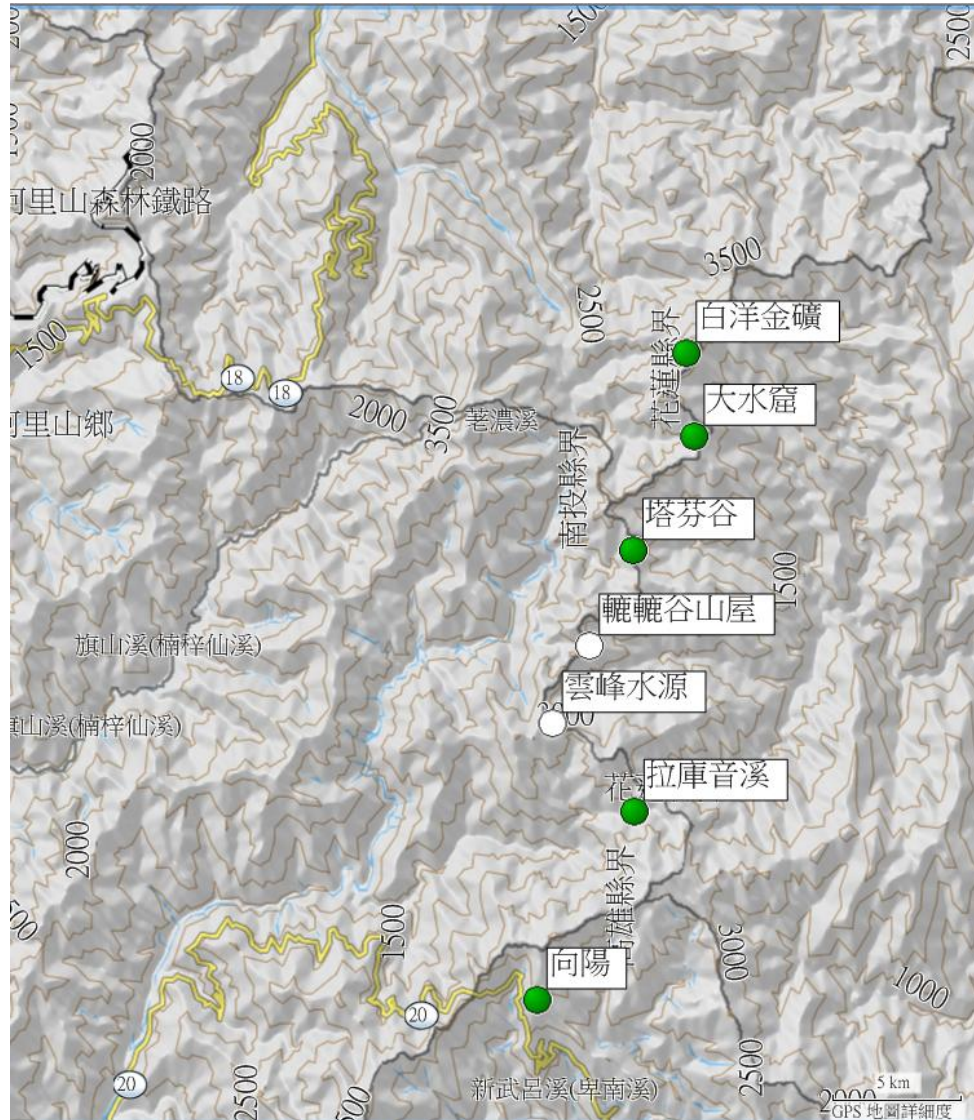 1500
2500
2000
阿里山森林鐵路
3500
2500
1500
白洋金礦
花蓮縣界
18
18
大水窟
2000
3500
荖濃溪
阿里山鄉
南投縣界
塔芬谷
1500
轆轆谷山屋
旗山溪(楠梓仙溪)
雲峰水源
旗山溪(楠梓仙溪)
拉庫音溪
2000
高雄縣界
1500
向陽
3000
1000
20
20
2500
新武呂溪(卑南溪)
2500
5 km
GPS 地圖詳細度